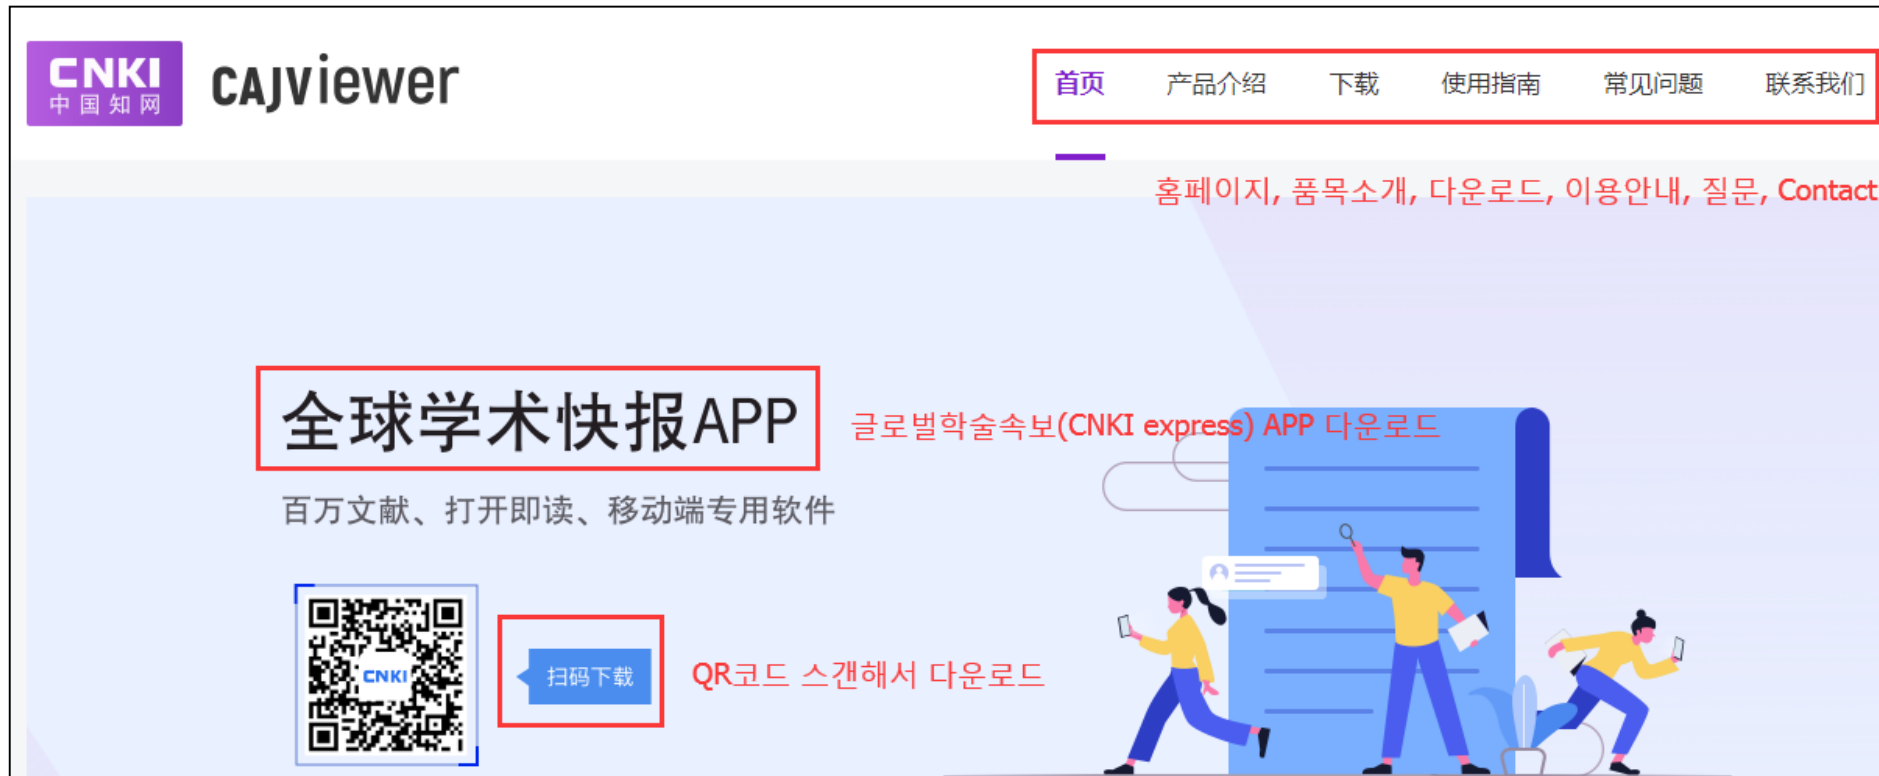 CNKI
中国知网
CAJViewer
首页 产品介绍 下载 使用指南 常见问题 联系我们
홈페이지, 품목소개, 다운로드, 이용안내, 질문, Contact
全球学术快报APP
글로벌학술속보(CNKI express) APP 다운로드
百万文献、打开即读、移动端专用软件
CNKI
扫码下载
QR코드 스캔해서 다운로드